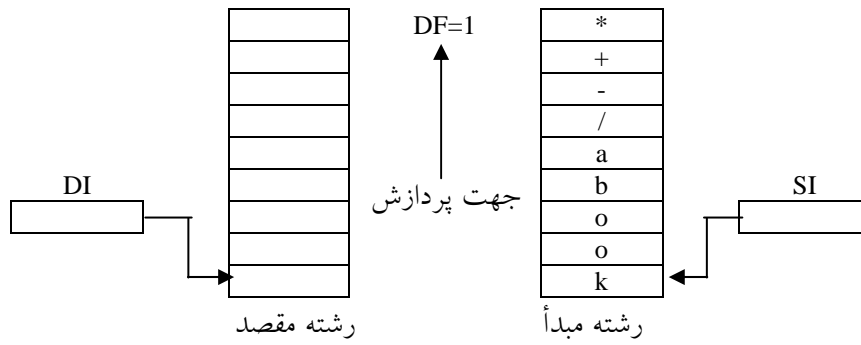 DF=1
*
+
-
/
a
b
o
o
k
DI
جهت پردازش
SI
رشته مقصد
رشته مبدأ